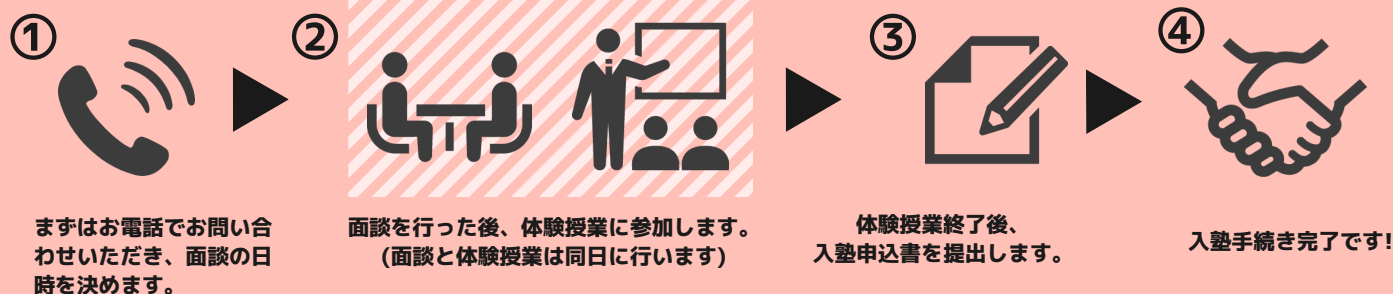 ①
まずはお電話でお問い合
わせいただき、面談の日
時を決めます。
②
面談を行った後、体験授業に参加します。
(面談と体験授業は同日に行います)
③
体験授業終了後、
入塾申込書を提出します。
④
入塾手続き完了です!